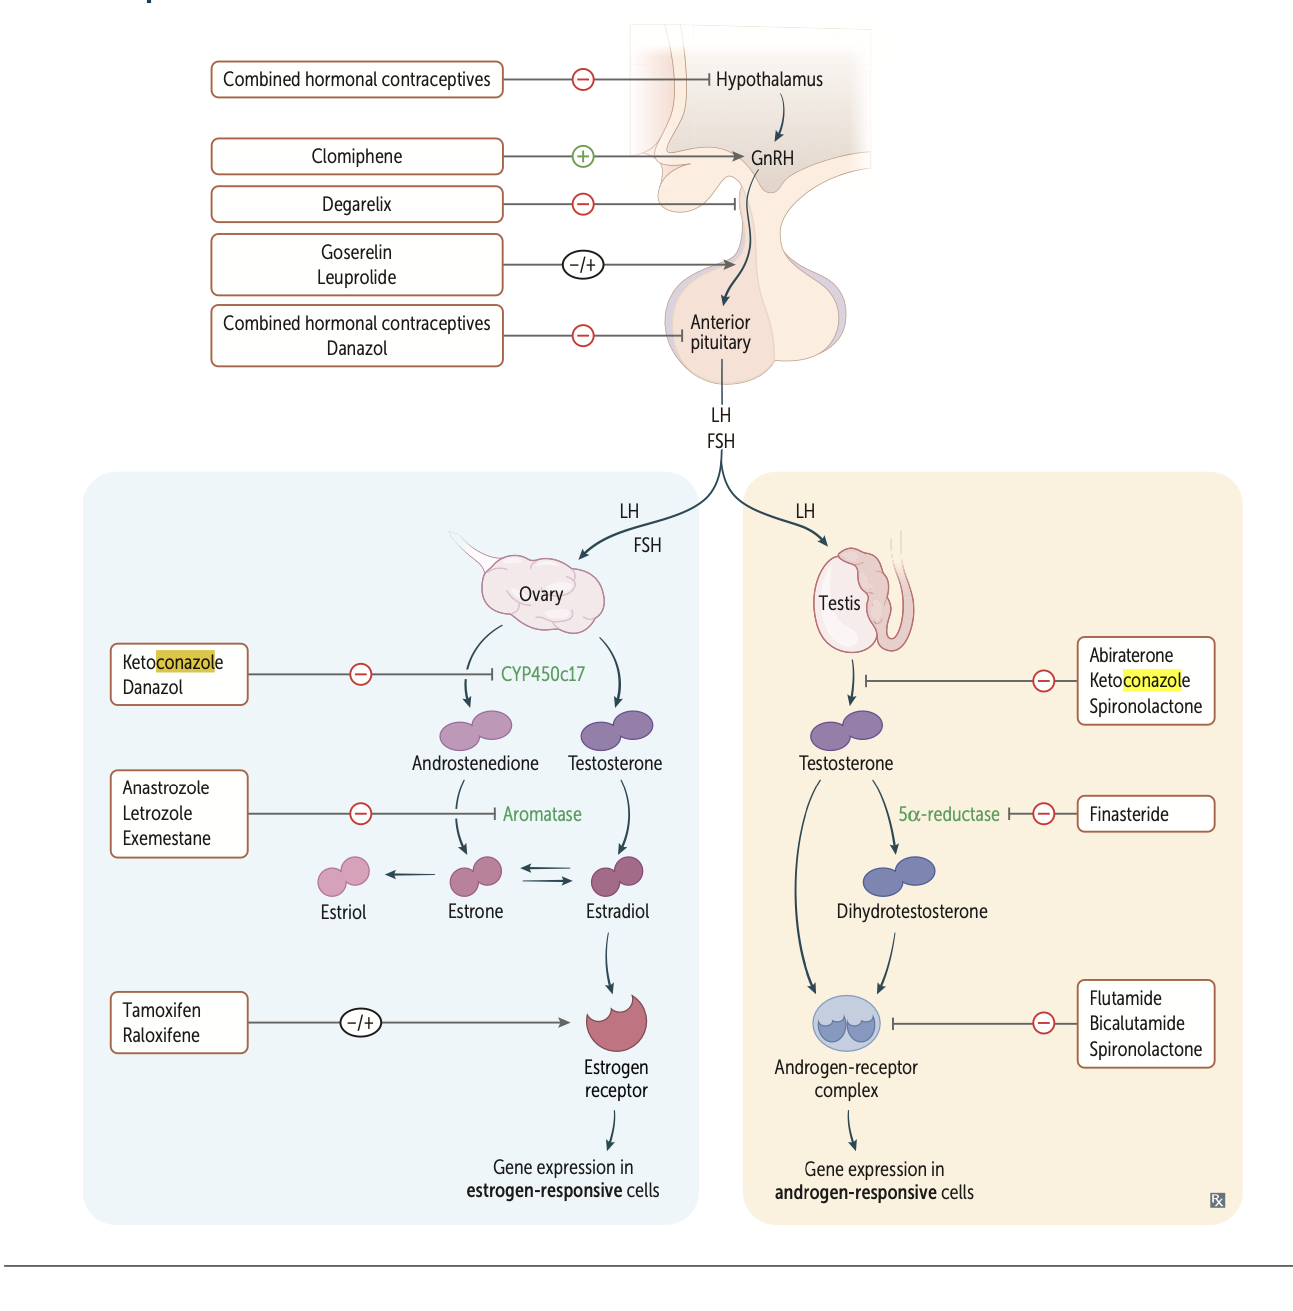 Combined hormonal contraceptives
−
Hypothalamus
Clomiphene
+
GnRH
Degarelix
−
Goserelin
Leuprolide
−/+
Combined hormonal contraceptives
Danazol
−
Anterior
pituitary
LH
FSH
LH
FSH
LH
Ovary
Ketoconazole
Danazol
−
CYP450c17
Androstenedione
Testosterone
Anastrozole
Letrozole
Exemestane
−
Aromatase
Estriol
Estrone
Estradiol
Tamoxifen
Raloxifene
−/+
Estrogen
receptor
Gene expression in
estrogen-responsive cells
Testis
Abiraterone
Ketoconazole
Spironolactone
−
Testosterone
5α-reductase
−
Finasteride
Dihydrotestosterone
Flutamide
Bicalutamide
Spironolactone
−
Androgen-receptor
complex
Gene expression in
androgen-responsive cells
Rx